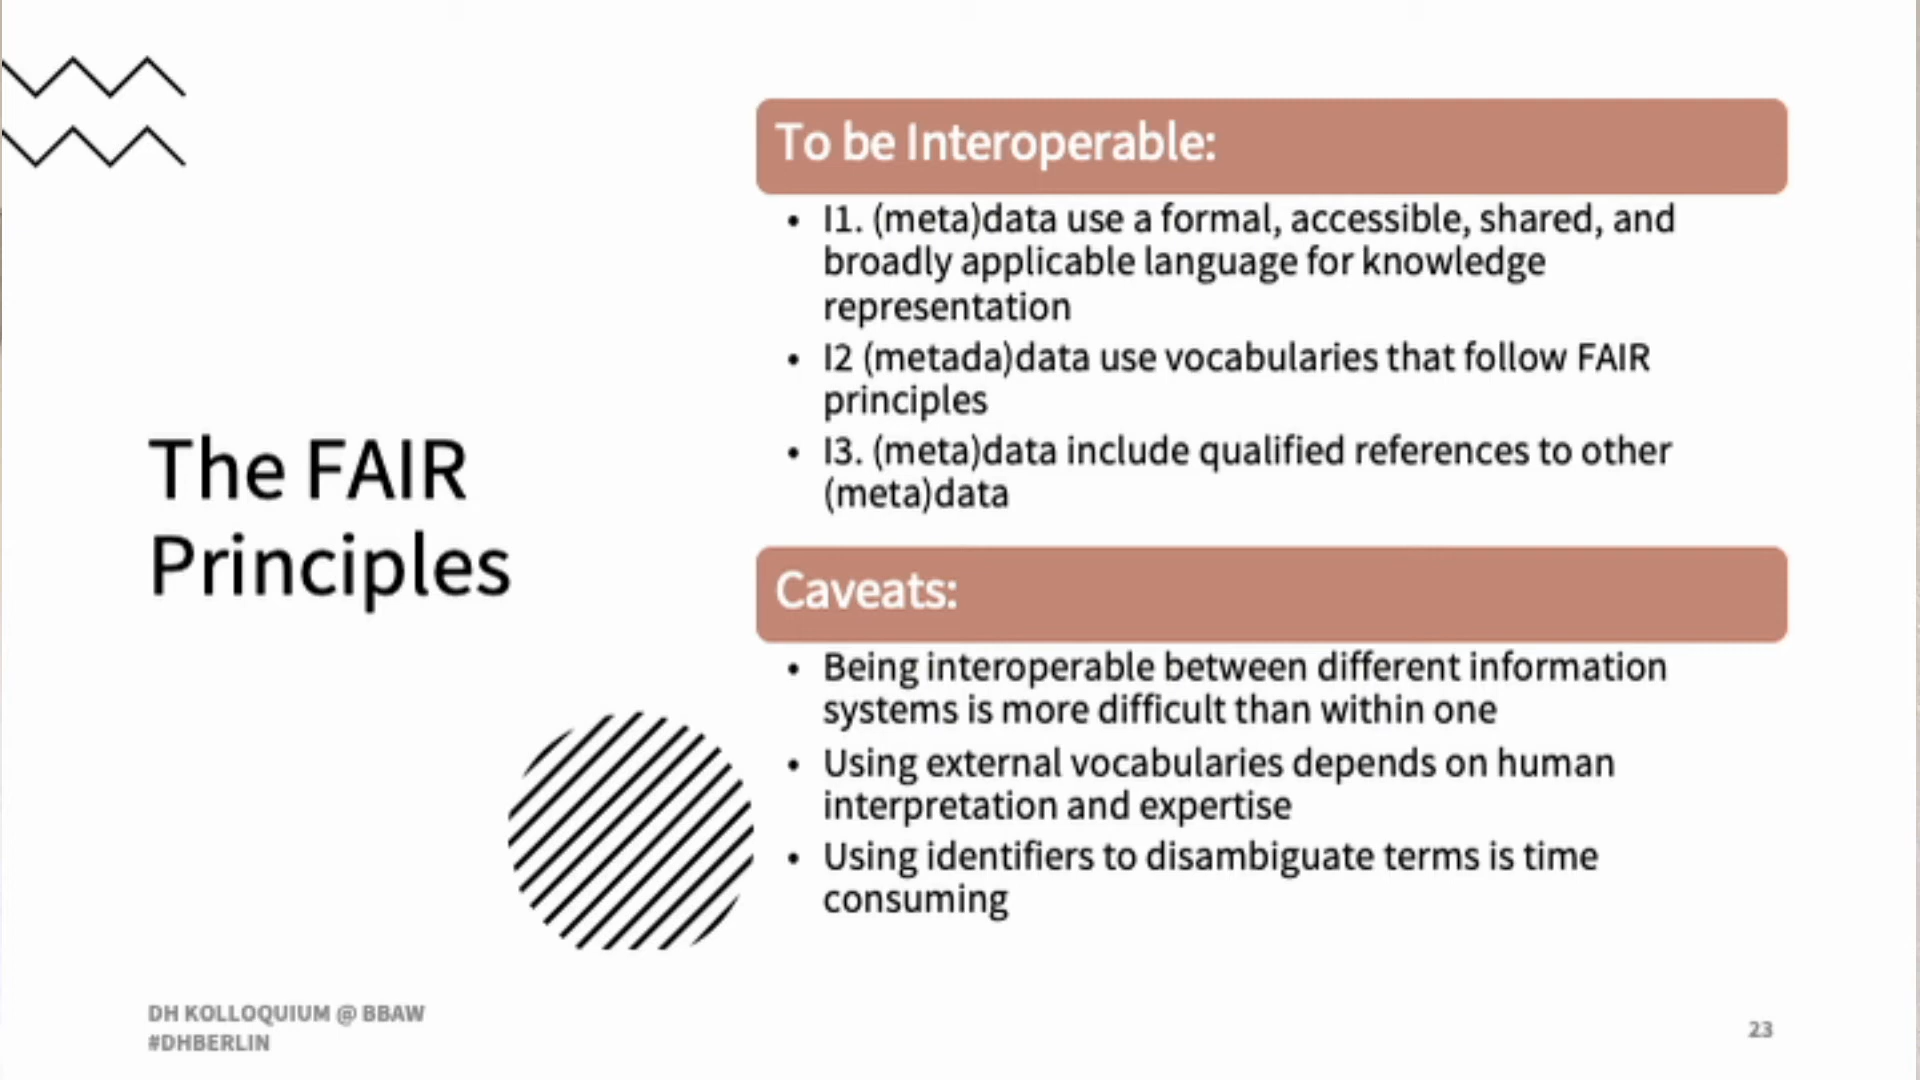 The FAIR
Principles
To be Interoperable:
• I1. (meta)data use a formal, accessible, shared, and
broadly applicable language for knowledge
representation
• I2 (metada)data use vocabularies that follow FAIR
principles
• I3. (meta)data include qualified references to other
(meta)data
Caveats:
• Being interoperable between different information
systems is more difficult than within one
• Using external vocabularies depends on human
interpretation and expertise
• Using identifiers to disambiguate terms is time
consuming
DH KOLLOQUIUM @ BBAW
#DHBERLIN
23